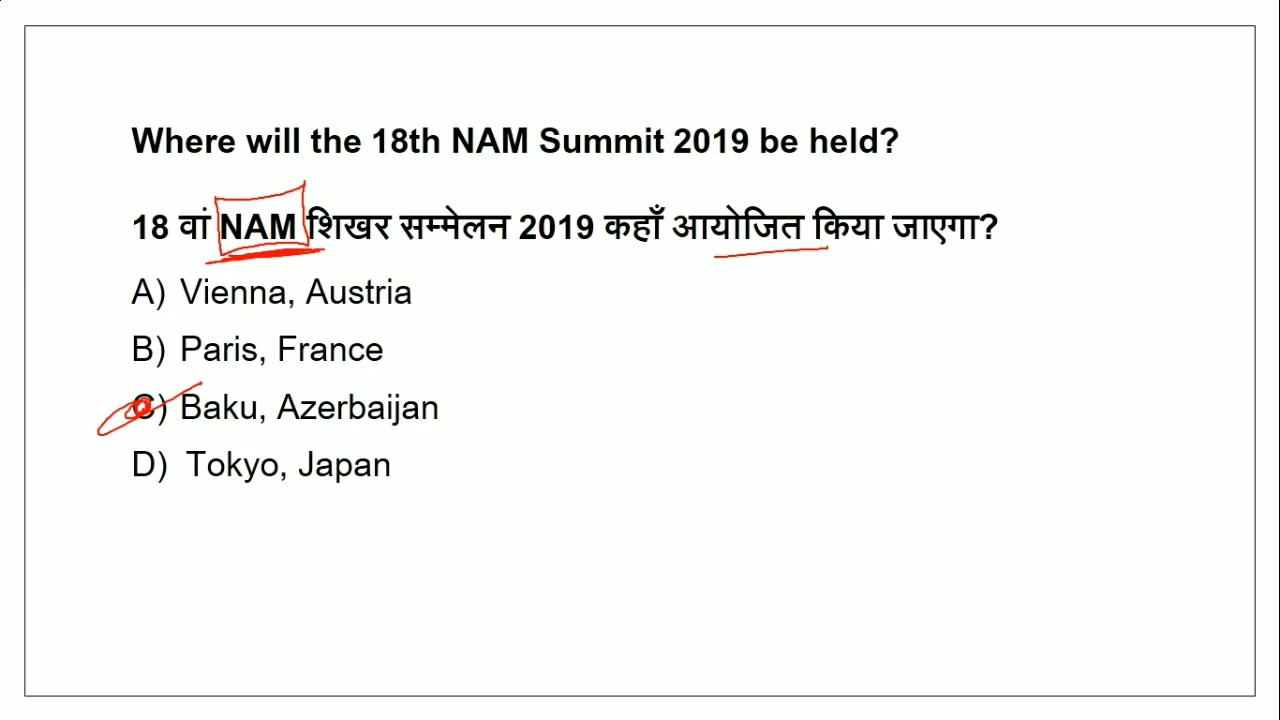 Where will the 18th NAM Summit 2019 be held?
18 वां NAM शिखर सम्मेलन 2019 कहाँ आयोजित किया जाएगा?
A) Vienna, Austria
B) Paris, France
C) Baku, Azerbaijan
D) Tokyo, Japan